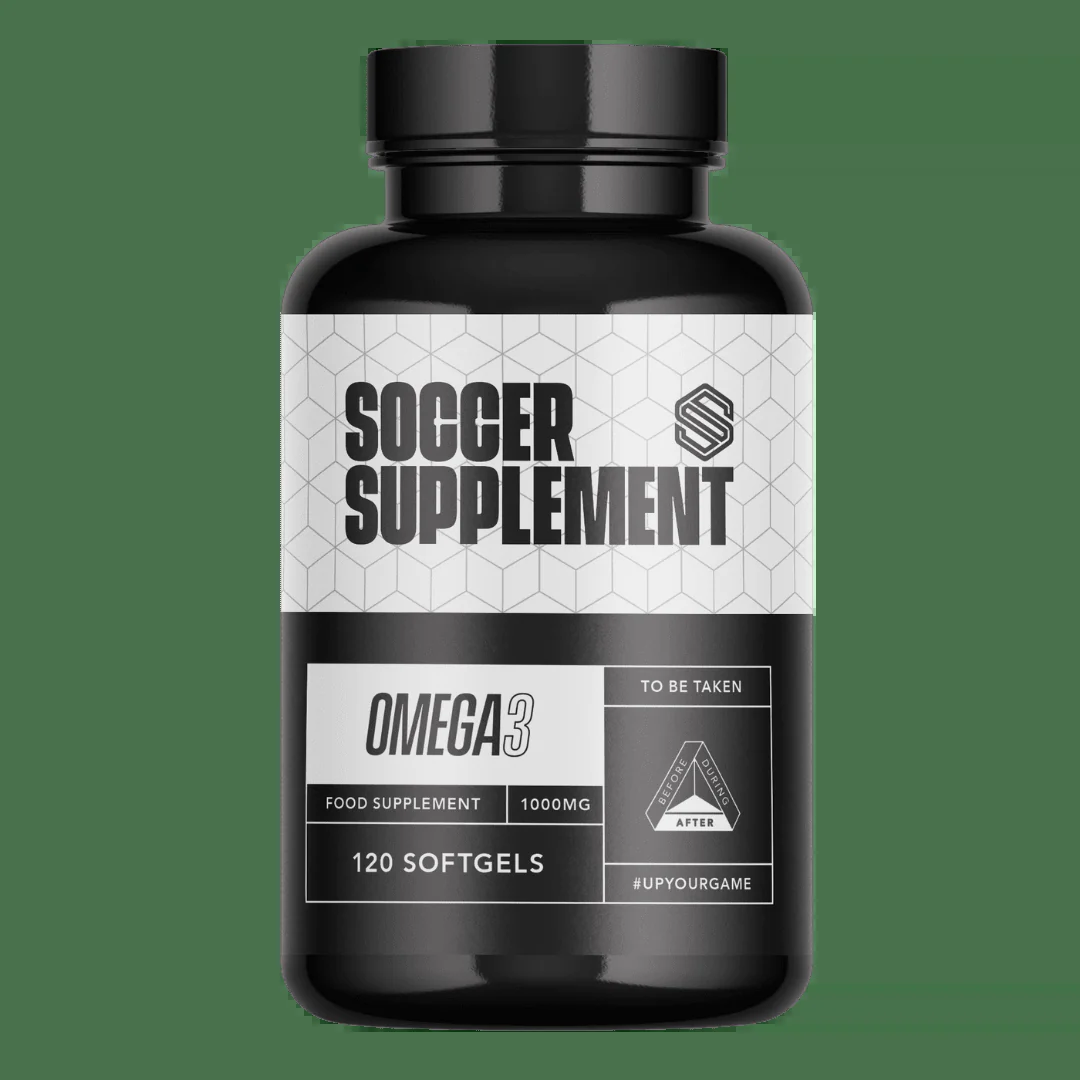 SOCCER
SUPPLEMENT
OMEGA3
FOOD SUPPLEMENT
1000MG
120 SOFTGELS
TO BE TAKEN
BEFORE
DURING
AFTER
#UPYOURGAME